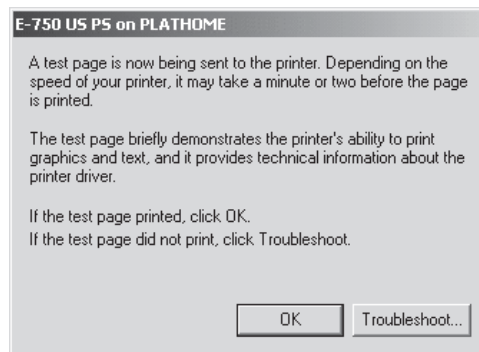 E-750 US PS on PLATHOME
A test page is now being sent to the printer. Depending on the
speed of your printer, it may take a minute or two before the page
is printed.
The test page briefly demonstrates the printer's ability to print
graphics and text, and it provides technical information about the
printer driver.
If the test page printed, click OK.
If the test page did not print, click Troubleshoot.
OK
Troubleshoot...